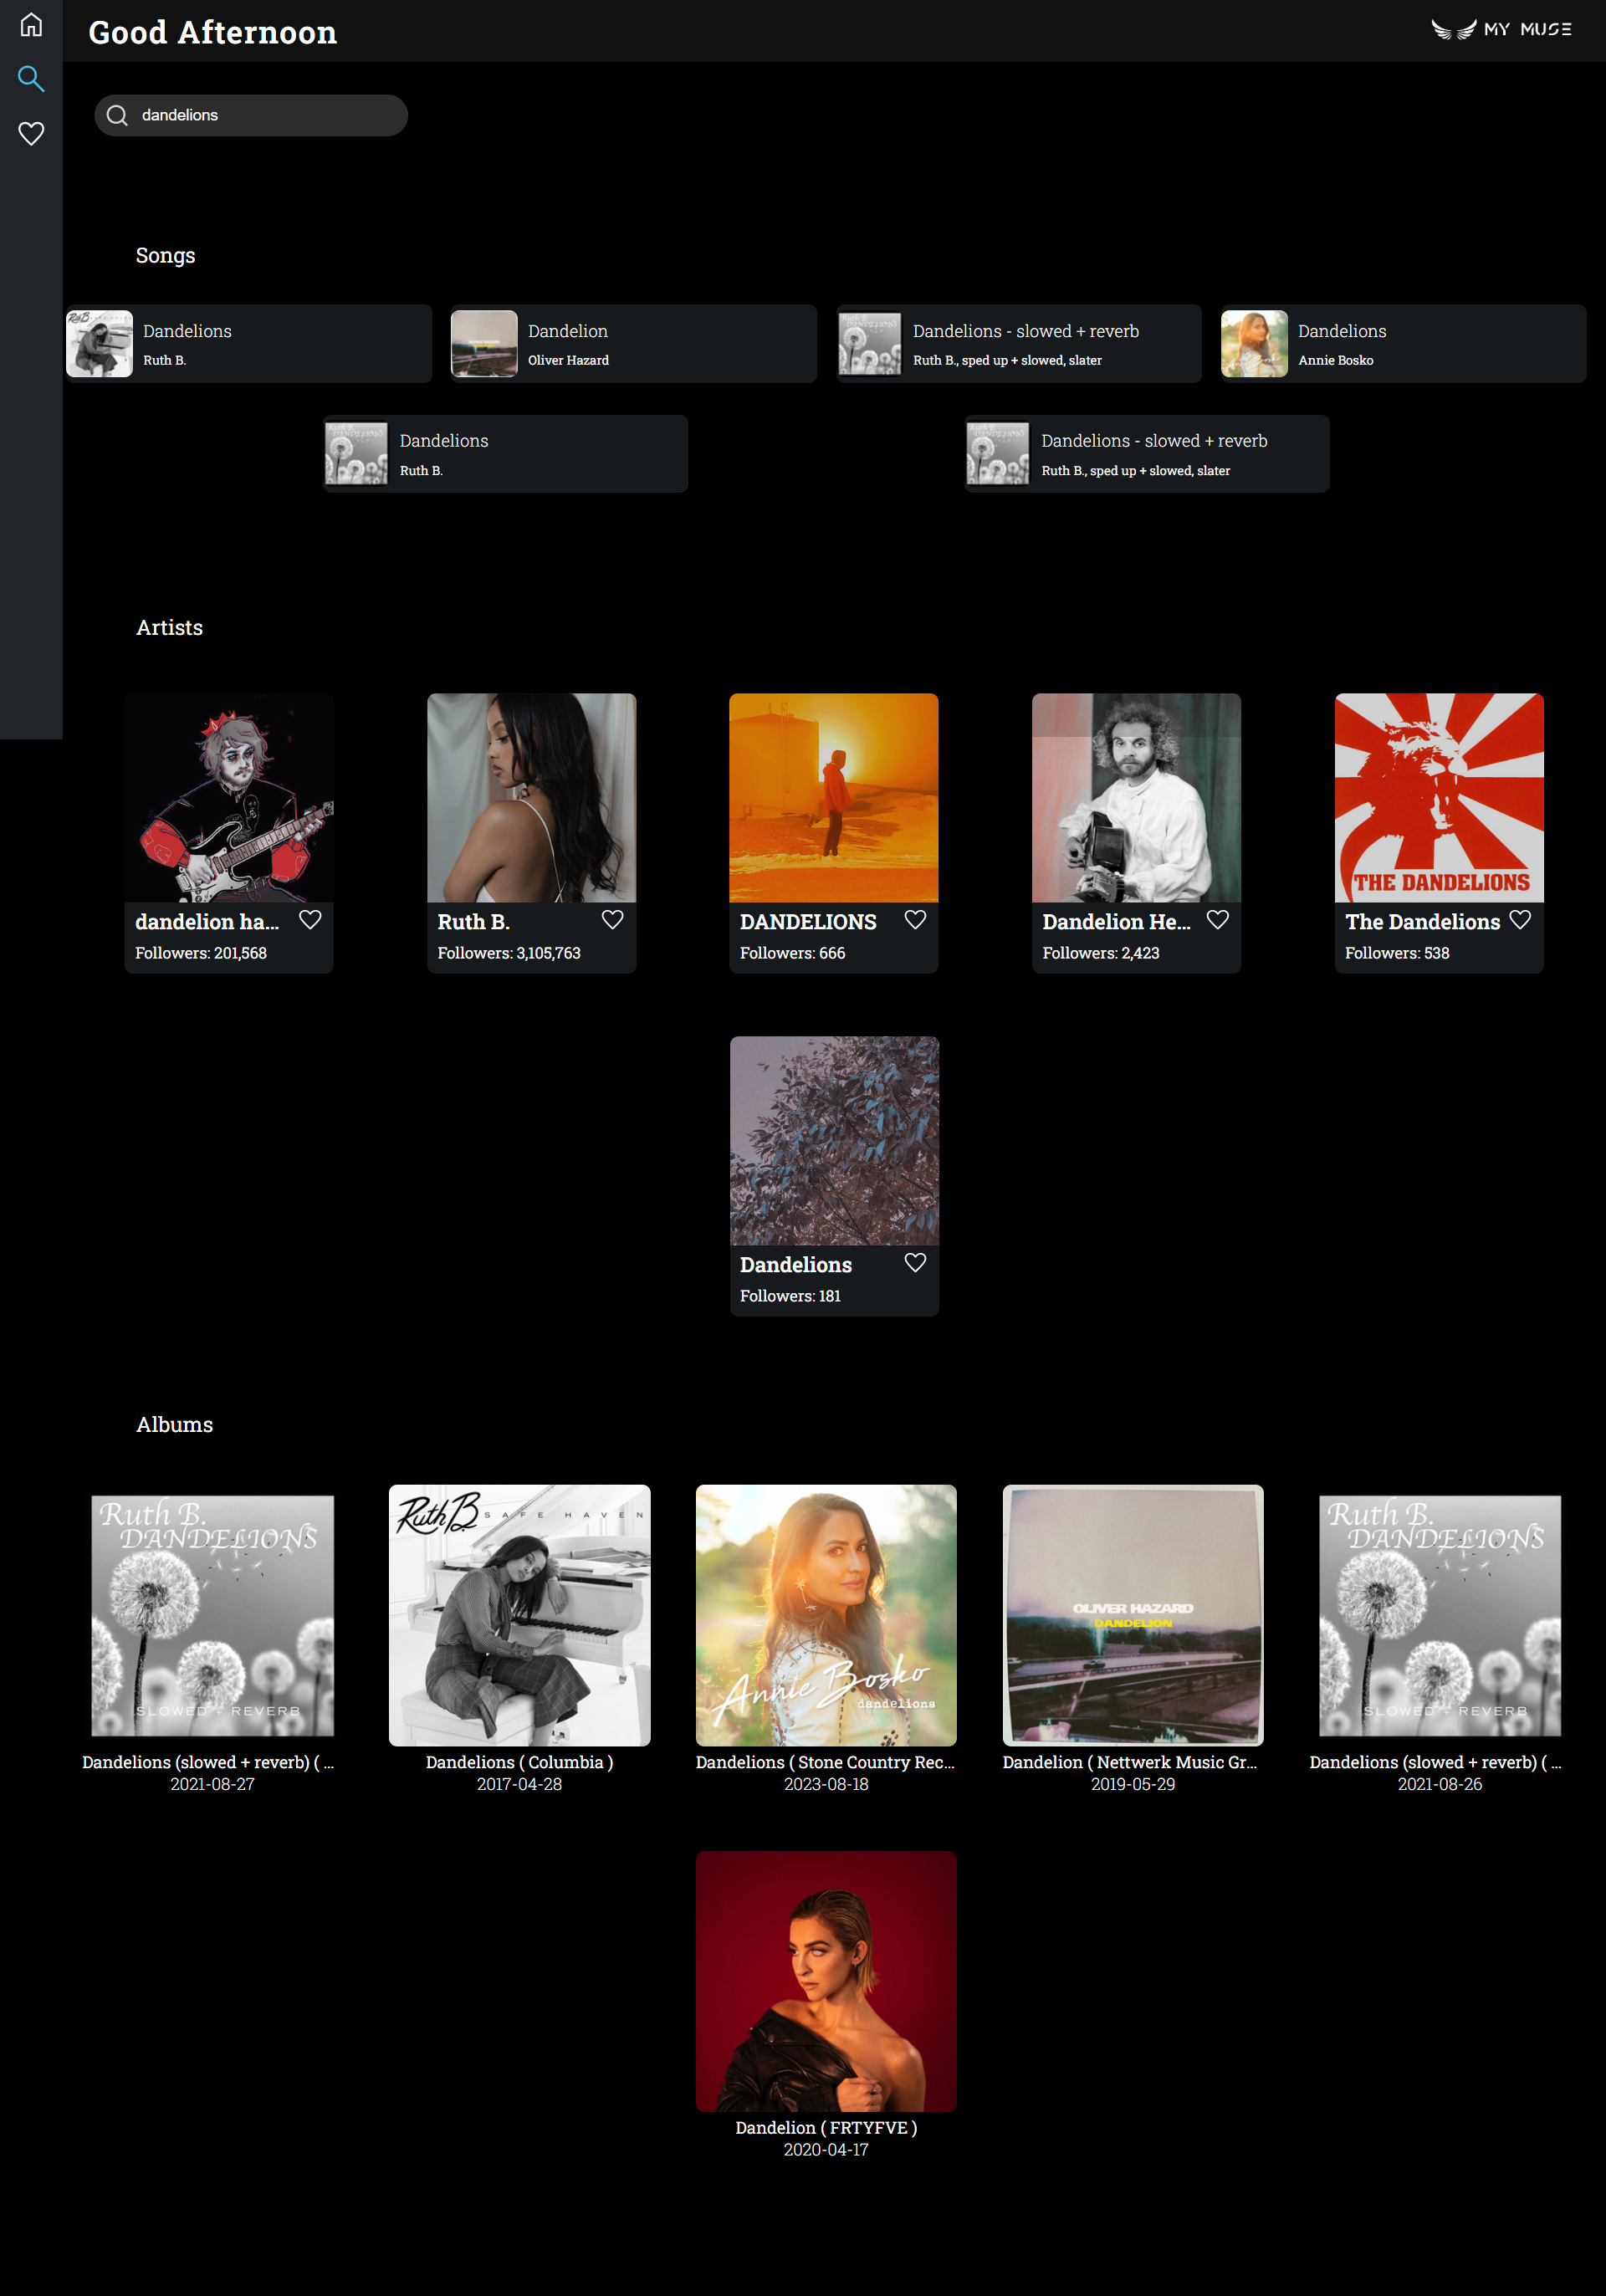 Good Afternoon
MY MUSE
dandelions
Songs
Dandelions
Ruth B.
Dandelion
Oliver Hazard
Dandelions - slowed + reverb
Ruth B., sped up + slowed, slater
Dandelions
Annie Bosko
Dandelions
Ruth B.
Dandelions - slowed + reverb
Ruth B., sped up + slowed, slater
Artists
dandelion ha...
Followers: 201,568
Ruth B.
Followers: 3,105,763
DANDELIONS
Followers: 666
Dandelion He...
Followers: 2,423
THE DANDELIONS
The Dandelions
Followers: 538
Dandelions
Followers: 181
Albums
Ruth B.
DANDELIONS
SLOWED + REVERB
Dandelions (slowed + reverb) ( ...
2021-08-27
Ruth B. SAFE HAVEN
Dandelions ( Columbia )
2017-04-28
Annie Bosko
dandelions
Dandelions ( Stone Country Rec...
2023-08-18
OLIVER HAZARD
DANDELION
Dandelion ( Nettwerk Music Gr...
2019-05-29
Ruth B.
DANDELIONS
SLOWED + REVERB
Dandelions (slowed + reverb) ( ...
2021-08-26
Dandelion ( FRTYFVE )
2020-04-17